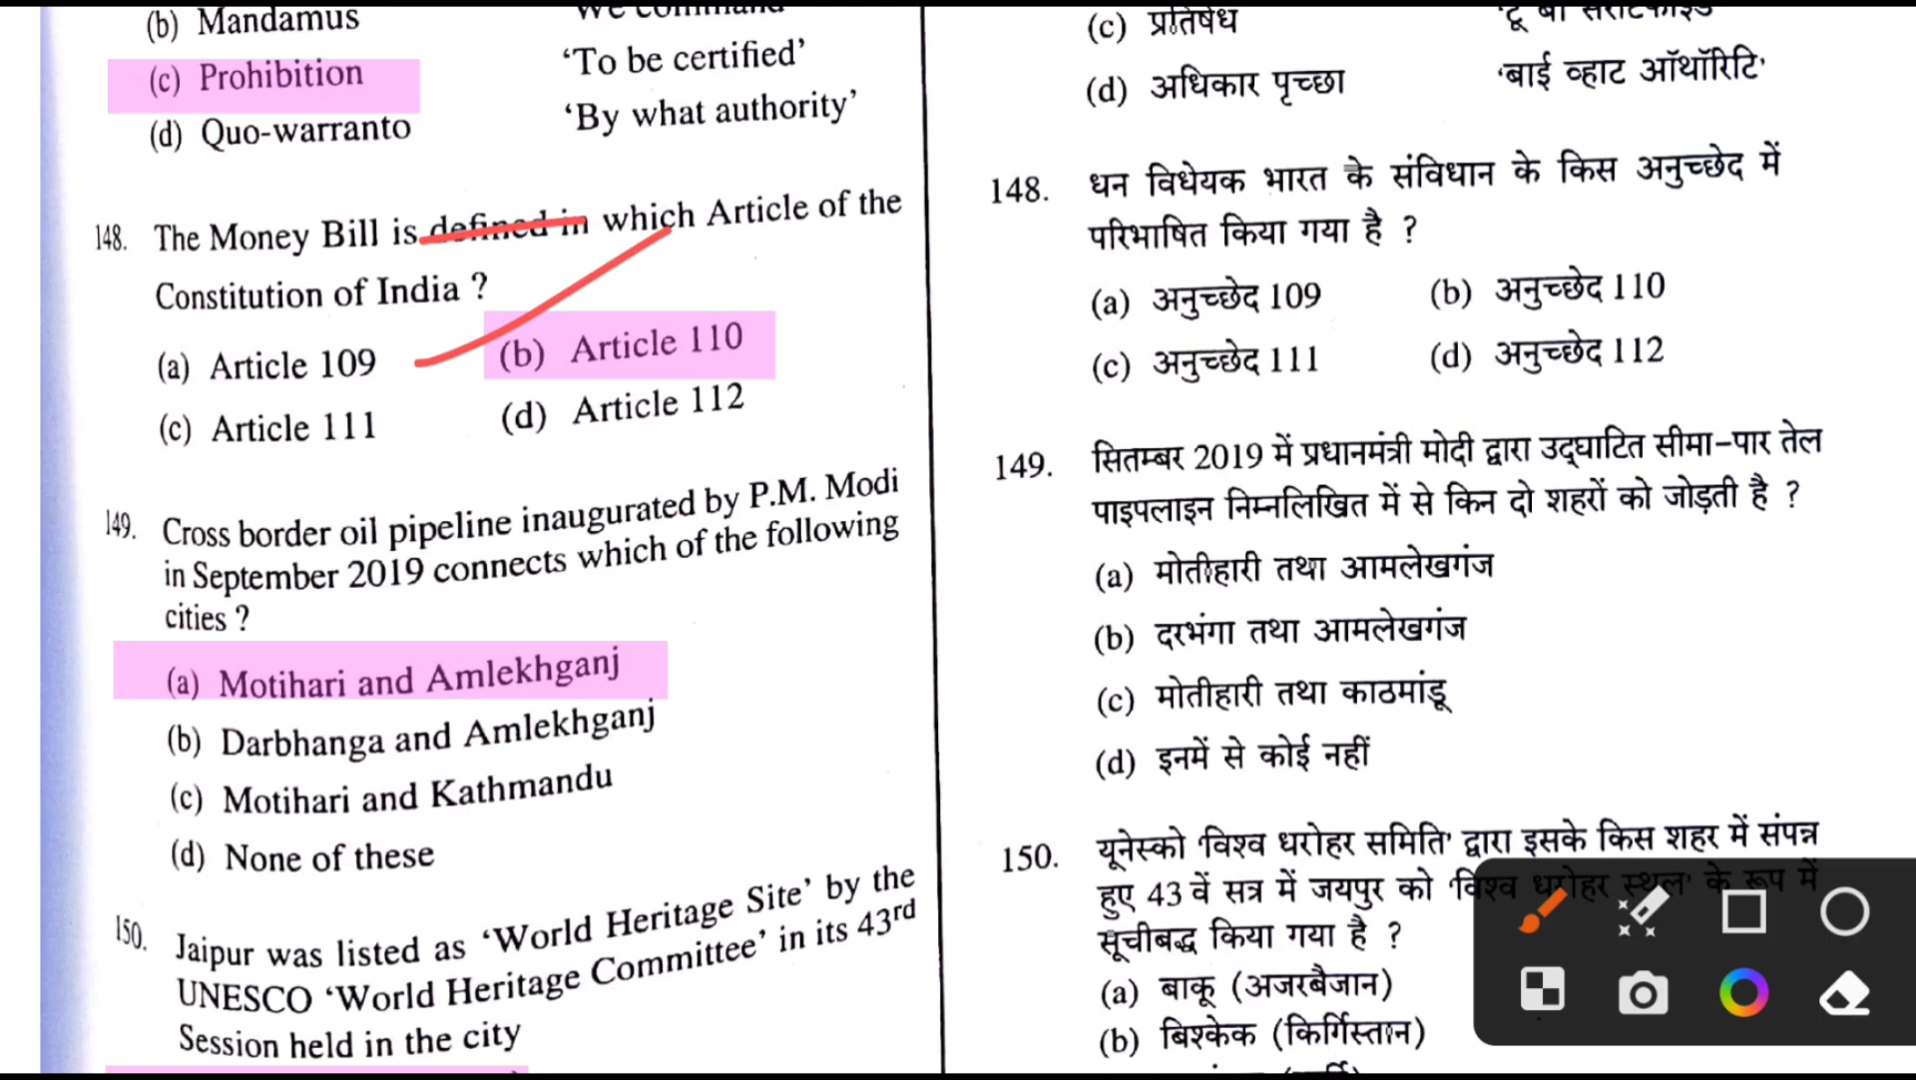 (b) Mandamus
(c) Prohibition ‘To be certified’
(d) Quo-warranto ‘By what authority’
148. The Money Bill is defined in which Article of the
Constitution of India ?
(a) Article 109 (b) Article 110
(c) Article 111 (d) Article 112
149. Cross border oil pipeline inaugurated by P.M. Modi
in September 2019 connects which of the following
cities ?
(a) Motihari and Amlekhganj
(b) Darbhanga and Amlekhganj
(c) Motihari and Kathmandu
(d) None of these
150. Jaipur was listed as ‘World Heritage Site’ by the
UNESCO ‘World Heritage Committee’ in its 43rd
Session held in the city
(c) प्रतिषेध
(d) अधिकार पृच्छा ‘बाई व्हाट ऑथॉरिटि’
148. धन विधेयक भारत के संविधान के किस अनुच्छेद में
परिभाषित किया गया है ?
(a) अनुच्छेद 109 (b) अनुच्छेद 110
(c) अनुच्छेद 111 (d) अनुच्छेद 112
149. सितम्बर 2019 में प्रधानमंत्री मोदी द्वारा उद्घाटित सीमा-पार तेल
पाइपलाइन निम्नलिखित में से किन दो शहरों को जोड़ती है ?
(a) मोतीहारी तथा आमलेखगंज
(b) दरभंगा तथा आमलेखगंज
(c) मोतीहारी तथा काठमांडू
(d) इनमें से कोई नहीं
150. यूनेस्को ‘विश्व धरोहर समिति’ द्वारा इसके किस शहर में संपन्न
हुए 43 वें सत्र में जयपुर को ‘विश्व धरोहर स्थल’ के रूप में
सूचीबद्ध किया गया है ?
(a) बाकू (अजरबैजान)
(b) बिश्केक (किर्गिस्तान)